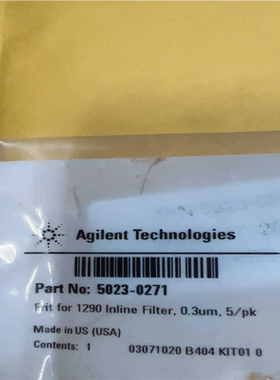 Agilent Technologies
Part No: 5023-0271
Frit for 1290 Inline Filter, 0.3um, 5/pk
Made in US (USA)
Contents: 1 03071020 B404 KIT01 0